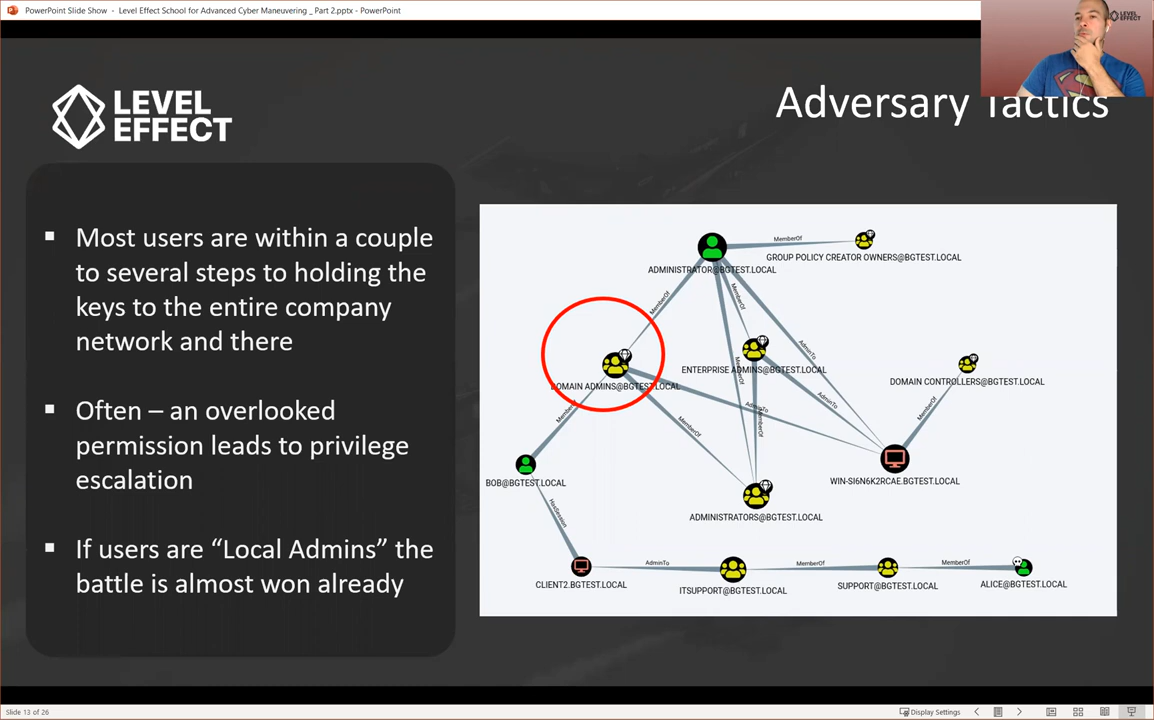 PowerPoint Slide Show - Level Effect School for Advanced Cyber Maneuvering _ Part 2.pptx - PowerPoint
LEVEL EFFECT
LEVEL
EFFECT
Adversary Tactics
▪ Most users are within a couple
to several steps to holding the
keys to the entire company
network and there
▪ Often – an overlooked
permission leads to privilege
escalation
▪ If users are “Local Admins” the
battle is almost won already
MemberOf
GROUP POLICY CREATOR OWNERS@BGTEST.LOCAL
ADMINISTRATOR@BGTEST.LOCAL
MemberOf
MemberOf
AdminTo
MemberOf
ENTERPRISE ADMINS@BGTEST.LOCAL
DOMAIN ADMINS@BGTEST.LOCAL
DOMAIN CONTROLLERS@BGTEST.LOCAL
AdminTo
AdminTo
MemberOf
MemberOf
MemberOf
MemberOf
BOB@BGTEST.LOCAL
WIN-SI6N6K2RCAE.BGTEST.LOCAL
ADMINISTRATORS@BGTEST.LOCAL
HasSession
CLIENT2.BGTEST.LOCAL
AdminTo
ITSUPPORT@BGTEST.LOCAL
MemberOf
SUPPORT@BGTEST.LOCAL
MemberOf
ALICE@BGTEST.LOCAL
Slide 13 of 26
Display Settings